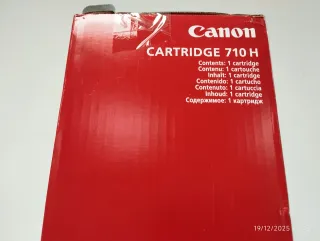 Canon
CARTRIDGE 710 H
Contents: 1 cartridge
Contenu: 1 cartouche
Inhalt: 1 cartridge
Contenido: 1 cartucho
Contenuto: 1 cartuccia
Inhoud: 1 cartridge
Содержимое: 1 картридж
19/12/2025